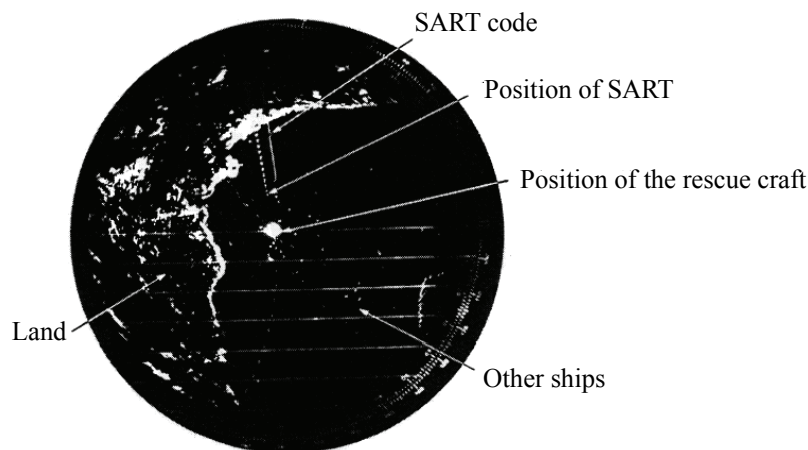 SART code
Position of SART
Position of the rescue craft
Land
Other ships